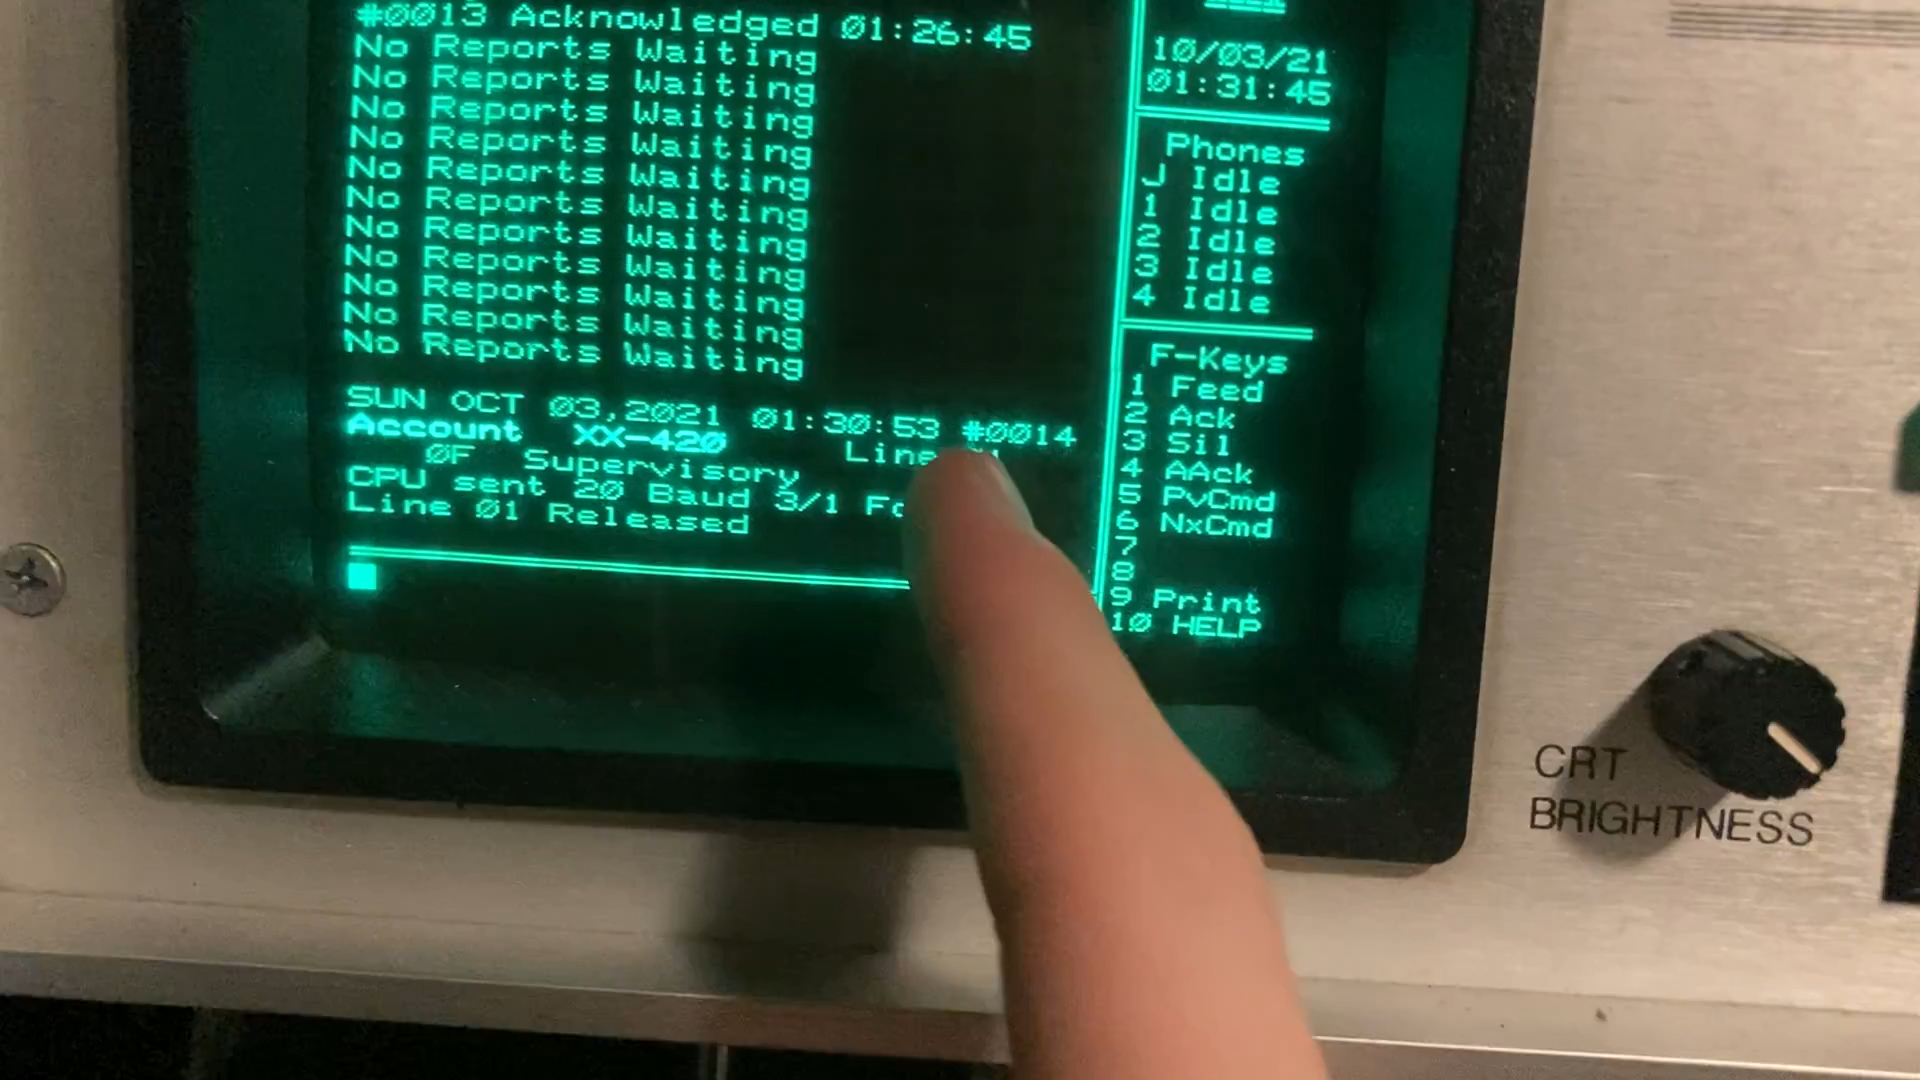 #0013 Acknowledged 01:26:45
No Reports Waiting
No Reports Waiting
No Reports Waiting
No Reports Waiting
No Reports Waiting
No Reports Waiting
No Reports Waiting
No Reports Waiting
No Reports Waiting
No Reports Waiting
No Reports Waiting
SUN OCT 03,2021 01:30:53 #0014
Account XX-420
0F Supervisory Line
CPU sent 20 Baud 3/1
Line 01 Released
10/03/21
01:31:45
Phones
J Idle
1 Idle
2 Idle
3 Idle
4 Idle
F-Keys
1 Feed
2 Ack
3 Sil
4 AAck
5 PvCmd
6 NxCmd
7
8
9 Print
10 HELP
CRT
BRIGHTNESS